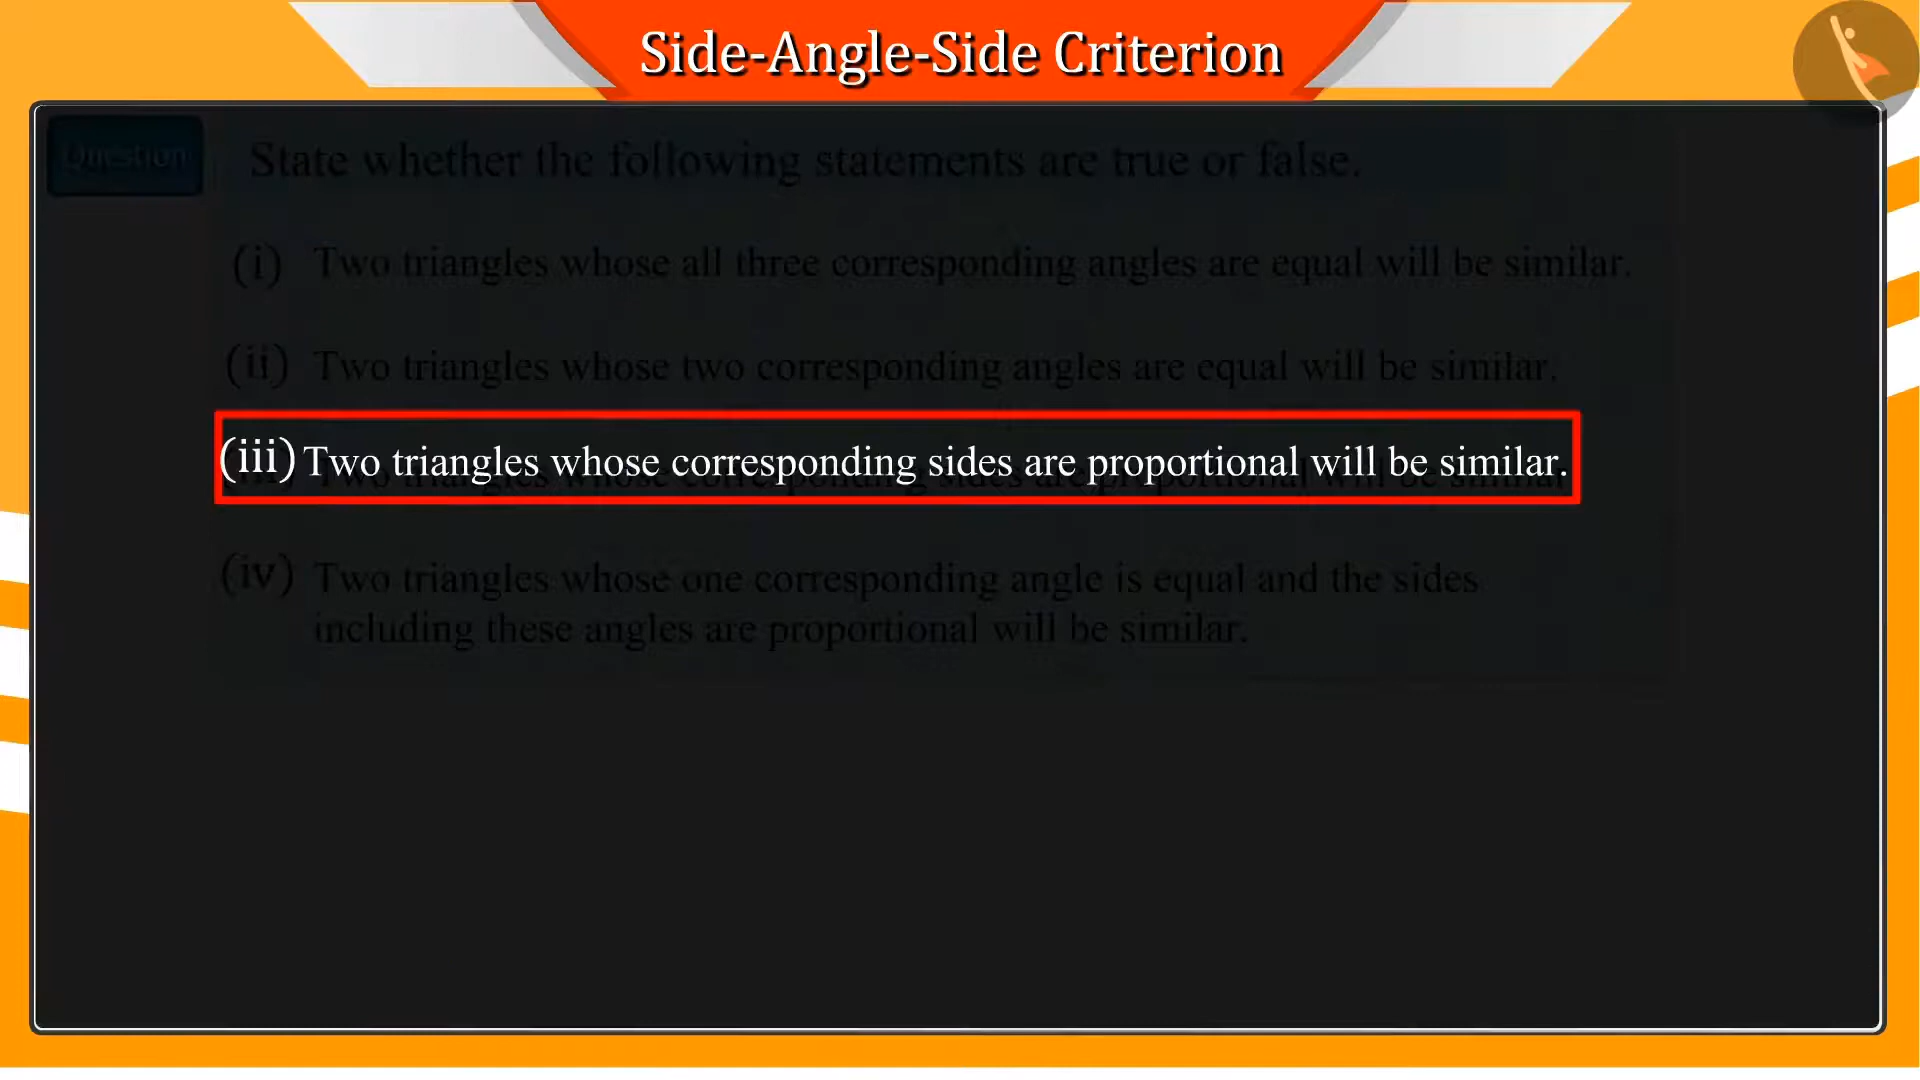 Side-Angle-Side Criterion
Question
State whether the following statements are true or false.
(i) Two triangles whose all three corresponding angles are equal will be similar.
(ii) Two triangles whose two corresponding angles are equal will be similar.
(iii) Two triangles whose corresponding sides are proportional will be similar.
(iv) Two triangles whose one corresponding angle is equal and the sides
including these angles are proportional will be similar.